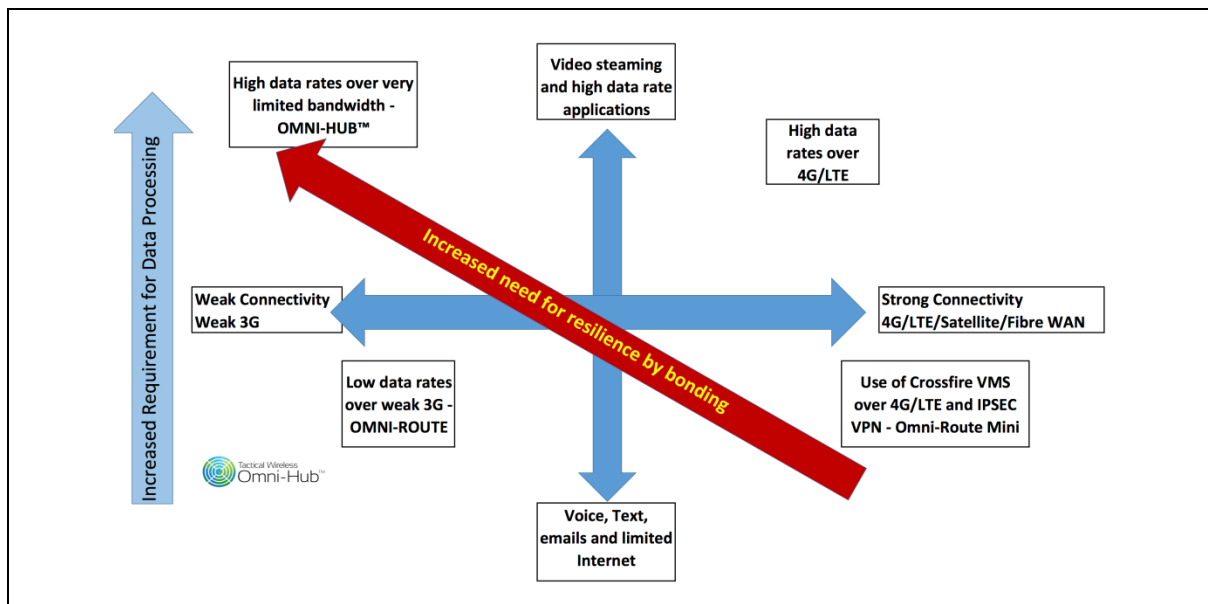 High data rates over very
limited bandwidth -
OMNI-HUB™
Video steaming
and high data rate
applications
High data
rates over
4G/LTE
Increased Requirement for Data Processing
Increased need for resilience by bonding
Weak Connectivity
Weak 3G
Strong Connectivity
4G/LTE/Satellite/Fibre WAN
Low data rates
over weak 3G -
OMNI-ROUTE
Use of Crossfire VMS
over 4G/LTE and IPSEC
VPN - Omni-Route Mini
Tactical Wireless
Omni-Hub™
Voice, Text,
emails and limited
Internet